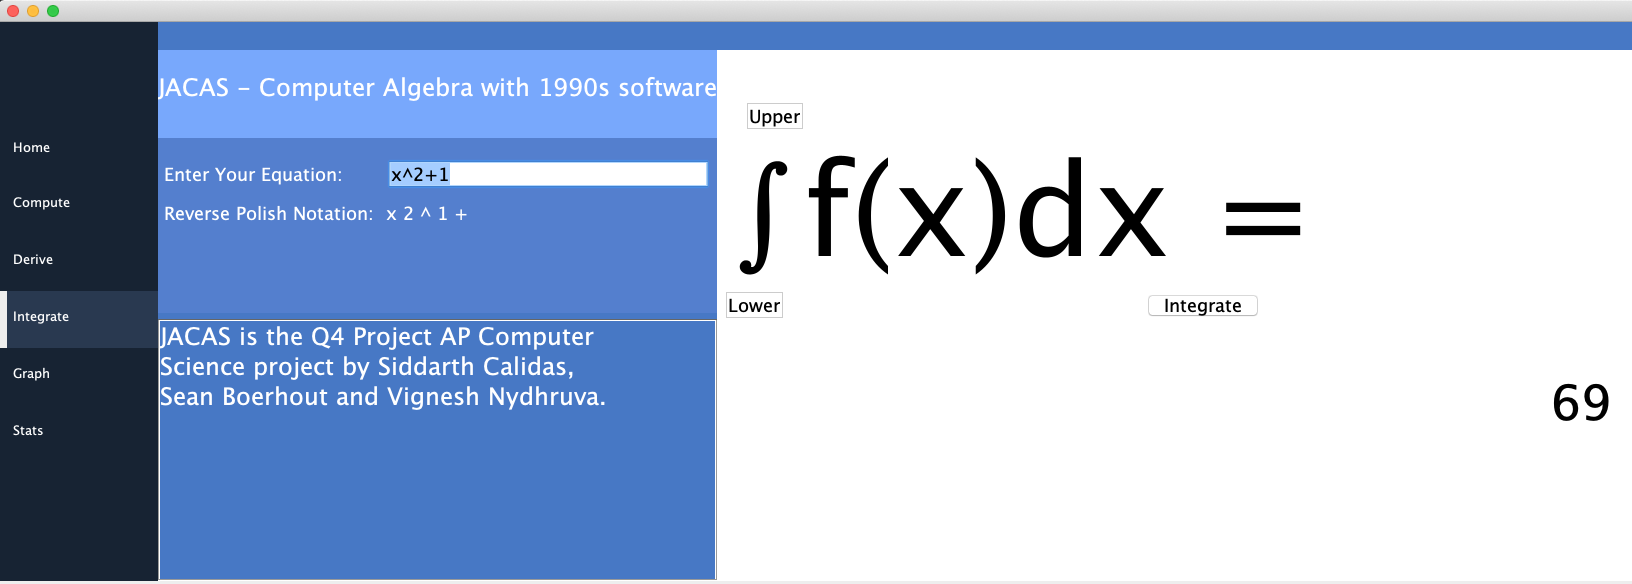 Home
Compute
Derive
Integrate
Graph
Stats
JACAS - Computer Algebra with 1990s software
Enter Your Equation: x^2+1
Reverse Polish Notation: x 2 ^ 1 +
JACAS is the Q4 Project AP Computer
Science project by Siddarth Calidas,
Sean Boerhout and Vignesh Nydhruva.
Upper
∫f(x)dx =
Lower
Integrate
69